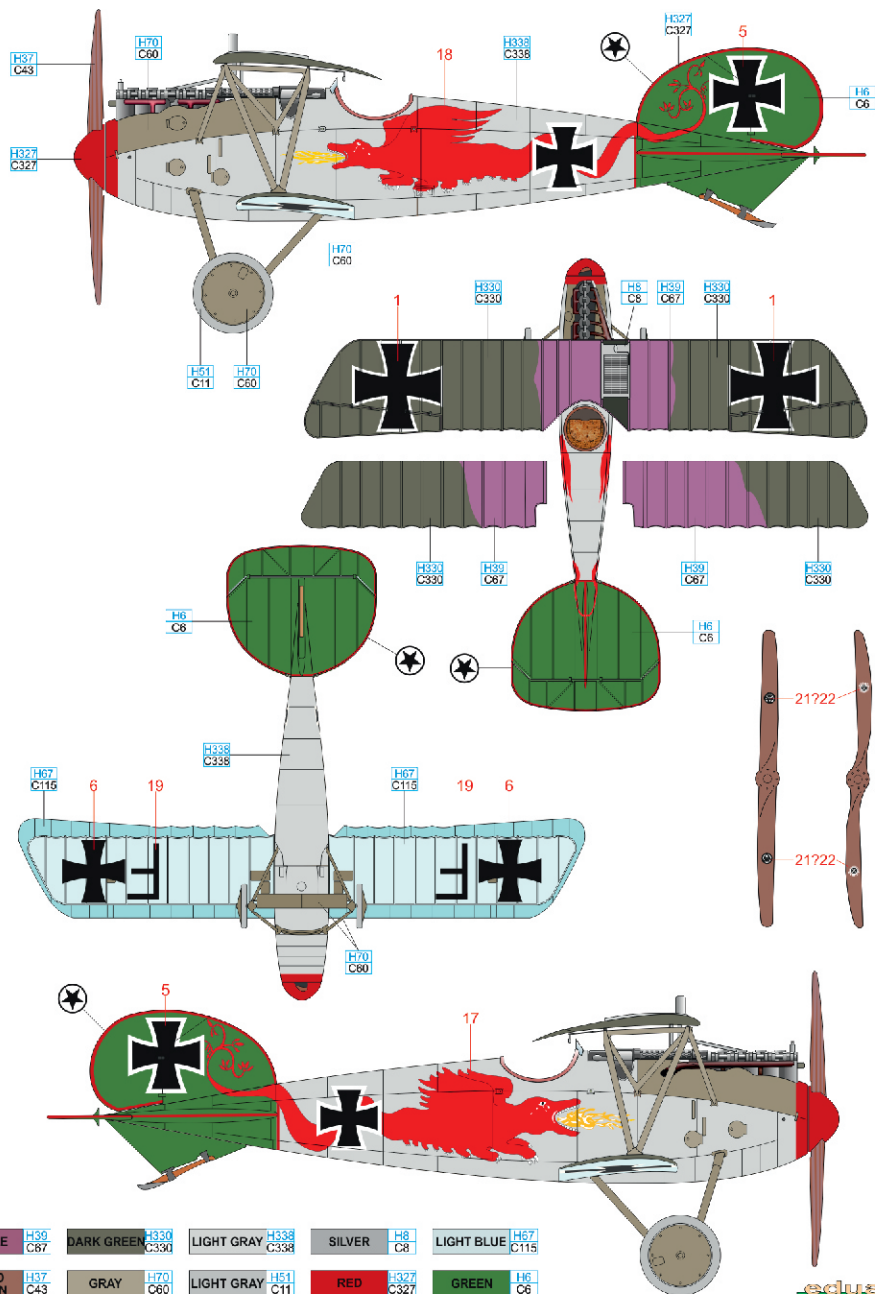 H327
C327
5
H70
C60
18
H338
C338
H37
C43
H6
C6
H327
C327
H70
C60
H330
C330
H8
C8
H39
C67
H330
C330
1
1
H51
C11
H70
C60
H330
C330
H39
C67
H39
C67
H330
C330
H6
C6
H6
C6
21?22
H338
C338
H67
C115
6
19
H67
C115
19
6
21?22
H70
C60
5
17
H39
C67
DARK GREEN
H330
C330
LIGHT GRAY
H338
C338
SILVER
H8
C8
LIGHT BLUE
H67
C115
H37
C43
GRAY
H70
C60
LIGHT GRAY
H51
C11
RED
H327
C327
GREEN
H6
C6